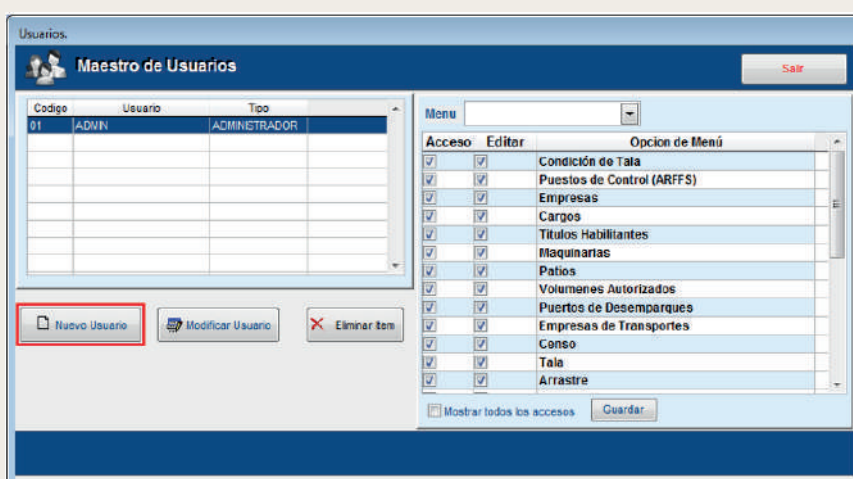 Usuarios.
Maestro de Usuarios
Salir
Codigo Usuario Tipo
01 ADMIN ADMINISTRADOR
Nuevo Usuario
Modificar Usuario
Eliminar Item
Menu
Acceso Editar Opcion de Menú
Condición de Tala
Puestos de Control (ARFFS)
Empresas
Cargos
Titulos Habilitantes
Maquinarias
Patios
Volumenes Autorizados
Puertos de Desemparques
Empresas de Transportes
Censo
Tala
Arrastre
Mostrar todos los accesos
Guardar